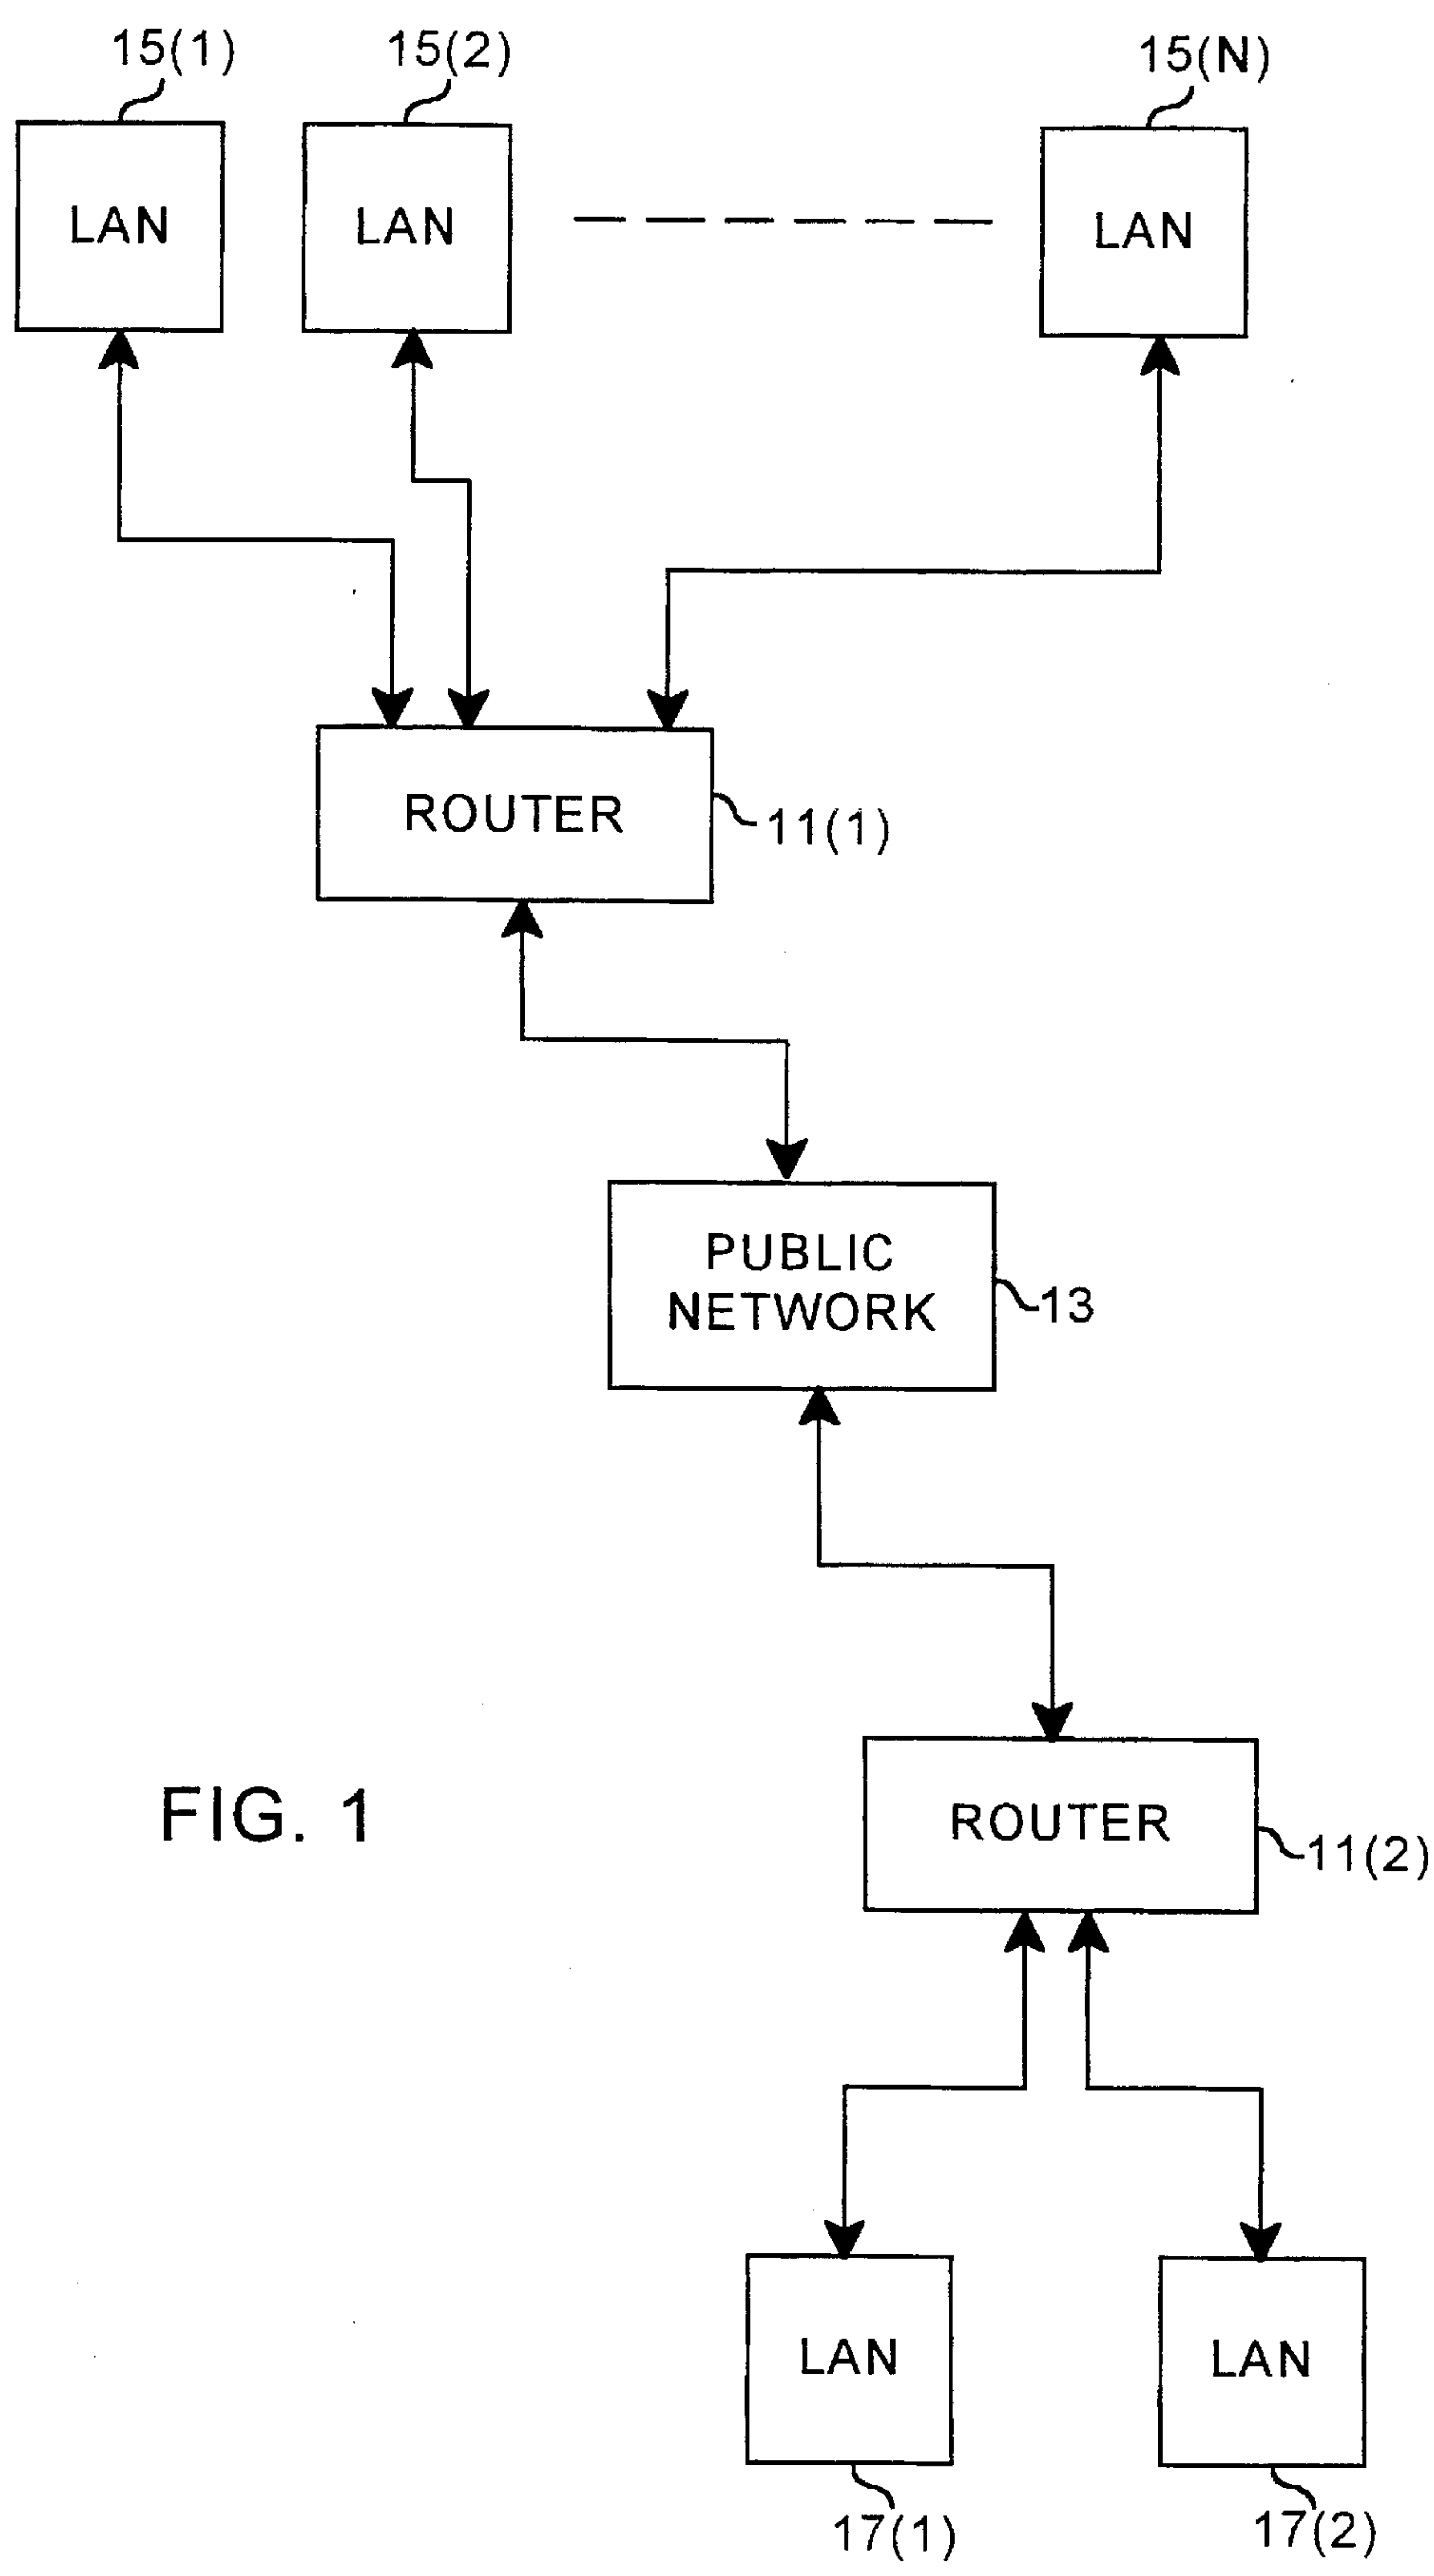 15(1)
15(2)
15(N)
LAN
LAN
LAN
ROUTER
11(1)
PUBLIC
NETWORK
13
FIG. 1
ROUTER
11(2)
LAN
LAN
17(1)
17(2)